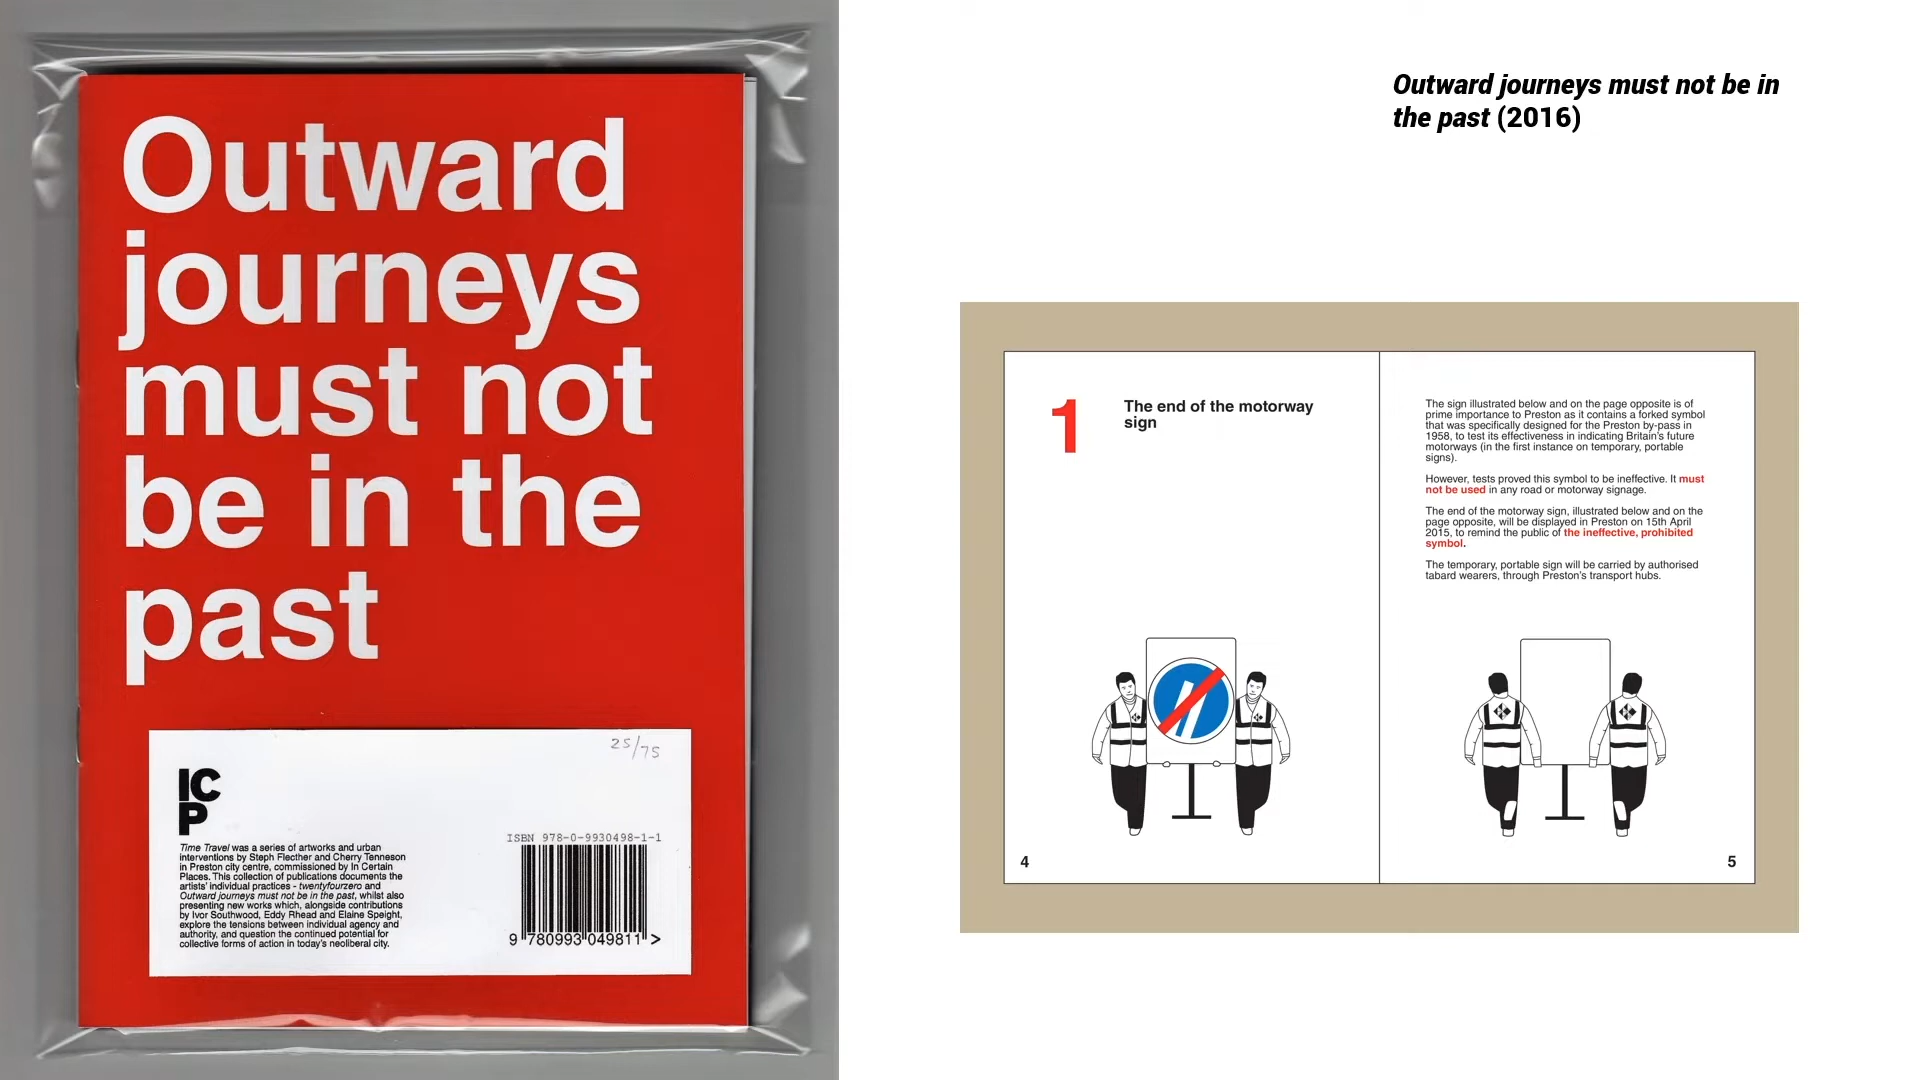 Outward
journeys
must not
be in the
past
25/75
IC
P
Time Travel was a series of artworks and urban
interventions by Steph Flecther and Cherry Tenneson
in Preston city centre, commissioned by In Certain
Places. This collection of publications documents the
artists' individual practices - twentyfourzero and
Outward journeys must not be in the past, whilst also
presenting new works which, alongside contributions
by Ivor Southwood, Eddy Rhead and Elaine Speight,
explore the tensions between individual agency and
authority, and question the continued potential for
collective forms of action in today's neoliberal city.
ISBN 978-0-9930498-1-1
9 780993 049811 >
Outward journeys must not be in
the past (2016)
1
The end of the motorway
sign
4
The sign illustrated below and on the page opposite is of
prime importance to Preston as it contains a forked symbol
that was specifically designed for the Preston by-pass in
1958, to test its effectiveness in indicating Britain's future
motorways (in the first instance on temporary, portable
signs).
However, tests proved this symbol to be ineffective. It must
not be used in any road or motorway signage.
The end of the motorway sign, illustrated below and on the
page opposite, will be displayed in Preston on 15th April
2015, to remind the public of the ineffective, prohibited
symbol.
The temporary, portable sign will be carried by authorised
tabard wearers, through Preston's transport hubs.
5